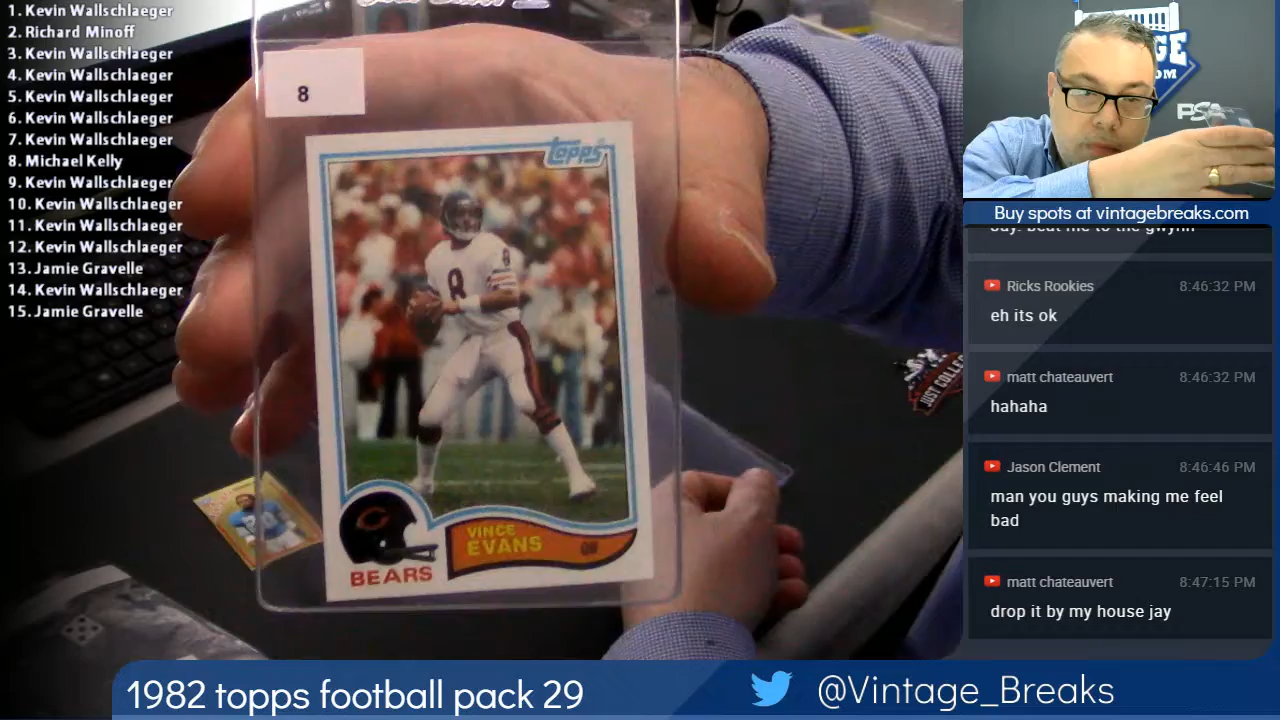 1. Kevin Wallschlaeger
2. Richard Minoff
3. Kevin Wallschlaeger
4. Kevin Wallschlaeger
5. Kevin Wallschlaeger
6. Kevin Wallschlaeger
7. Kevin Wallschlaeger
8. Michael Kelly
9. Kevin Wallschlaeger
10. Kevin Wallschlaeger
11. Kevin Wallschlaeger
12. Kevin Wallschlaeger
13. Jamie Gravelle
14. Kevin Wallschlaeger
15. Jamie Gravelle
8
topps
8
8
VINCE
EVANS QB
BEARS
JUST COLLE
PSA
Buy spots at vintagebreaks.com
Ricks Rookies 8:46:32 PM
eh its ok
matt chateauvert 8:46:32 PM
hahaha
Jason Clement 8:46:46 PM
man you guys making me feel
bad
matt chateauvert 8:47:15 PM
drop it by my house jay
1982 topps football pack 29
@Vintage_Breaks